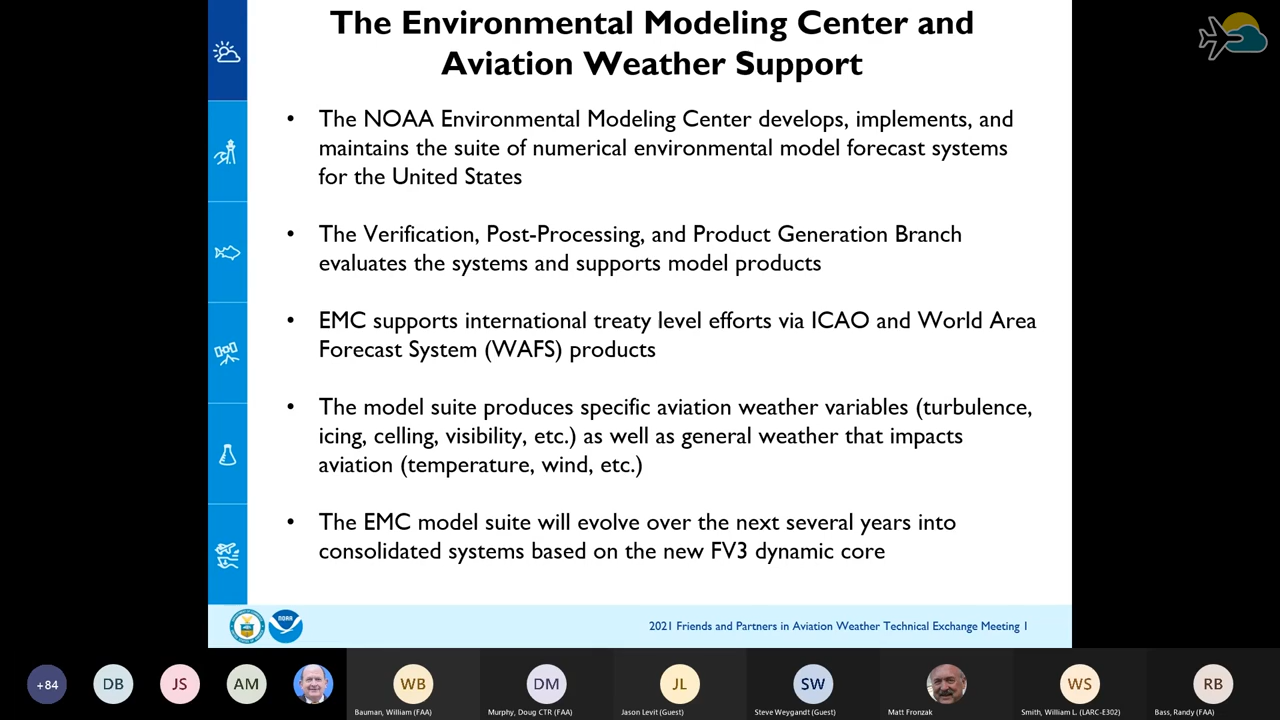 The Environmental Modeling Center and
Aviation Weather Support
• The NOAA Environmental Modeling Center develops, implements, and
maintains the suite of numerical environmental model forecast systems
for the United States
• The Verification, Post-Processing, and Product Generation Branch
evaluates the systems and supports model products
• EMC supports international treaty level efforts via ICAO and World Area
Forecast System (WAFS) products
• The model suite produces specific aviation weather variables (turbulence,
icing, celling, visibility, etc.) as well as general weather that impacts
aviation (temperature, wind, etc.)
• The EMC model suite will evolve over the next several years into
consolidated systems based on the new FV3 dynamic core
NOAA
2021 Friends and Partners in Aviation Weather Technical Exchange Meeting 1
+84 DB JS AM WB DM JL SW WS RB
Bauman, William (FAA) Murphy, Doug CTR (FAA) Jason Levit (Guest) Steve Weygandt (Guest) Matt Fronzak Smith, William L. (LARC-E302) Bass, Randy (FAA)